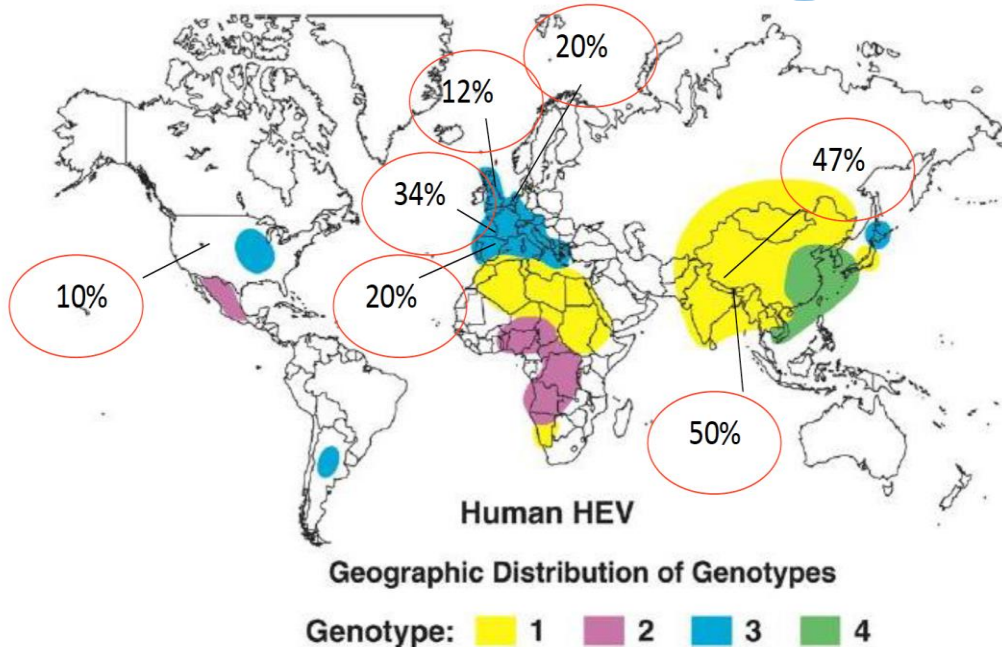 20%
12%
47%
34%
10%
20%
50%
Human HEV
Geographic Distribution of Genotypes
Genotype: 1 2 3 4